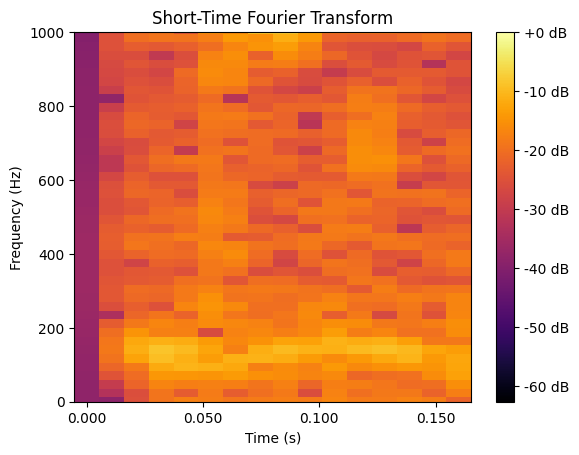 Short-Time Fourier Transform
1000
800
600
400
200
0
Frequency (Hz)
0.000
0.050
0.100
0.150
Time (s)
+0 dB
-10 dB
-20 dB
-30 dB
-40 dB
-50 dB
-60 dB